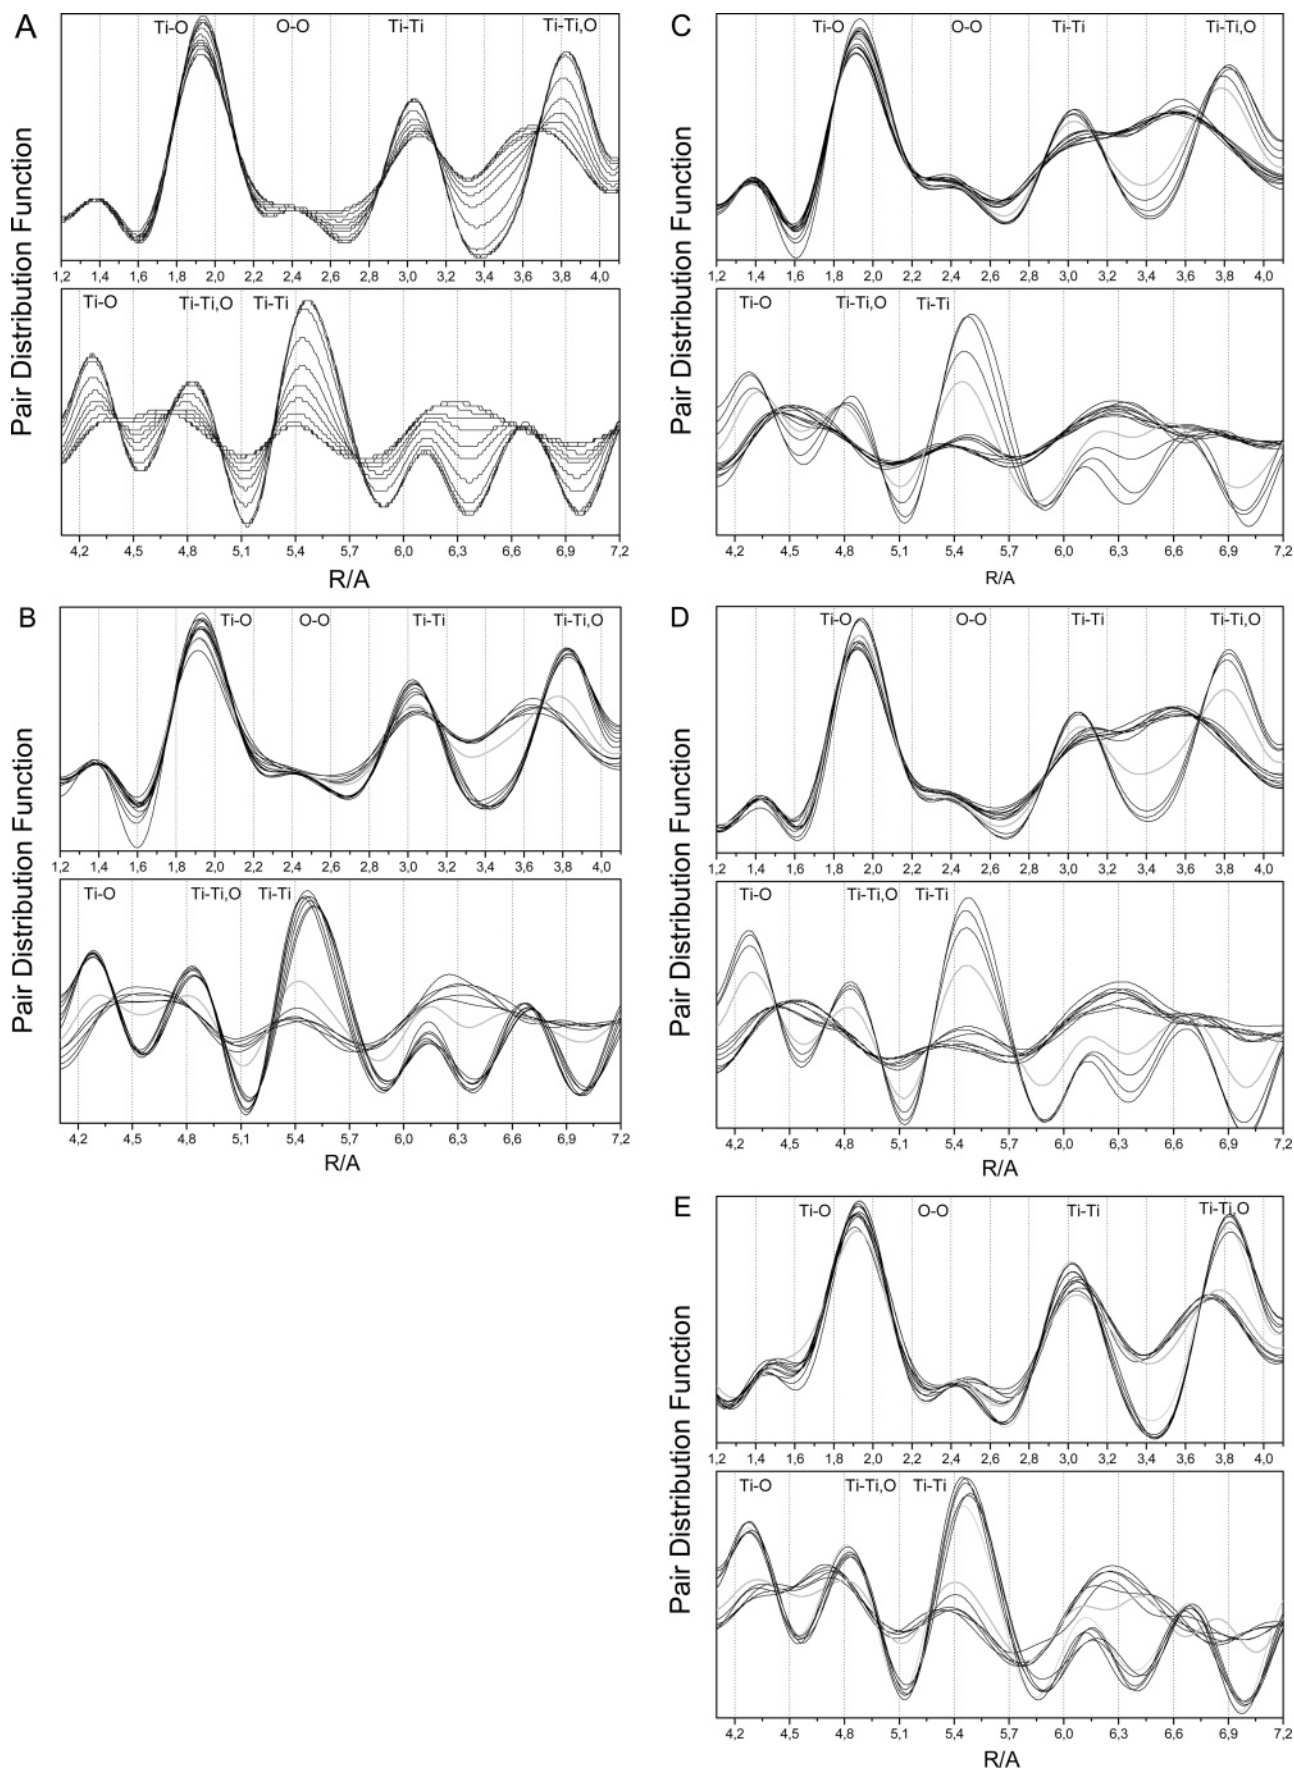 A
Ti-O O-O Ti-Ti Ti-Ti,O
Pair Distribution Function
1,2 1,4 1,6 1,8 2,0 2,2 2,4 2,6 2,8 3,0 3,2 3,4 3,6 3,8 4,0
Ti-O Ti-Ti,O Ti-Ti
4,2 4,5 4,8 5,1 5,4 5,7 6,0 6,3 6,6 6,9 7,2
R/A
B
Ti-O O-O Ti-Ti Ti-Ti,O
Pair Distribution Function
1,2 1,4 1,6 1,8 2,0 2,2 2,4 2,6 2,8 3,0 3,2 3,4 3,6 3,8 4,0
Ti-O Ti-Ti,O Ti-Ti
4,2 4,5 4,8 5,1 5,4 5,7 6,0 6,3 6,6 6,9 7,2
R/A
C
Ti-O O-O Ti-Ti Ti-Ti,O
Pair Distribution Function
1,2 1,4 1,6 1,8 2,0 2,2 2,4 2,6 2,8 3,0 3,2 3,4 3,6 3,8 4,0
Ti-O Ti-Ti,O Ti-Ti
4,2 4,5 4,8 5,1 5,4 5,7 6,0 6,3 6,6 6,9 7,2
R/A
D
Ti-O O-O Ti-Ti Ti-Ti,O
Pair Distribution Function
1,2 1,4 1,6 1,8 2,0 2,2 2,4 2,6 2,8 3,0 3,2 3,4 3,6 3,8 4,0
Ti-O Ti-Ti,O Ti-Ti
4,2 4,5 4,8 5,1 5,4 5,7 6,0 6,3 6,6 6,9 7,2
R/A
E
Ti-O O-O Ti-Ti Ti-Ti,O
Pair Distribution Function
1,2 1,4 1,6 1,8 2,0 2,2 2,4 2,6 2,8 3,0 3,2 3,4 3,6 3,8 4,0
Ti-O Ti-Ti,O Ti-Ti
4,2 4,5 4,8 5,1 5,4 5,7 6,0 6,3 6,6 6,9 7,2
R/A